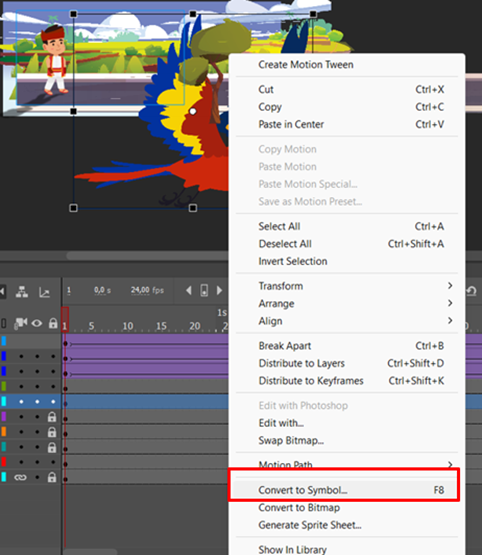 Create Motion Tween
Cut Ctrl+X
Copy Ctrl+C
Paste in Center Ctrl+V
Copy Motion
Paste Motion
Paste Motion Special...
Save as Motion Preset...
Select All Ctrl+A
Deselect All Ctrl+Shift+A
Invert Selection
Transform
Arrange
Align
Break Apart Ctrl+B
Distribute to Layers Ctrl+Shift+D
Distribute to Keyframes Ctrl+Shift+K
Edit with Photoshop
Edit with...
Swap Bitmap...
Motion Path
Convert to Symbol... F8
Convert to Bitmap
Generate Sprite Sheet...
Show In Library
1 0,0 s 24,00 fps
1s
1 5 10 15 20 25